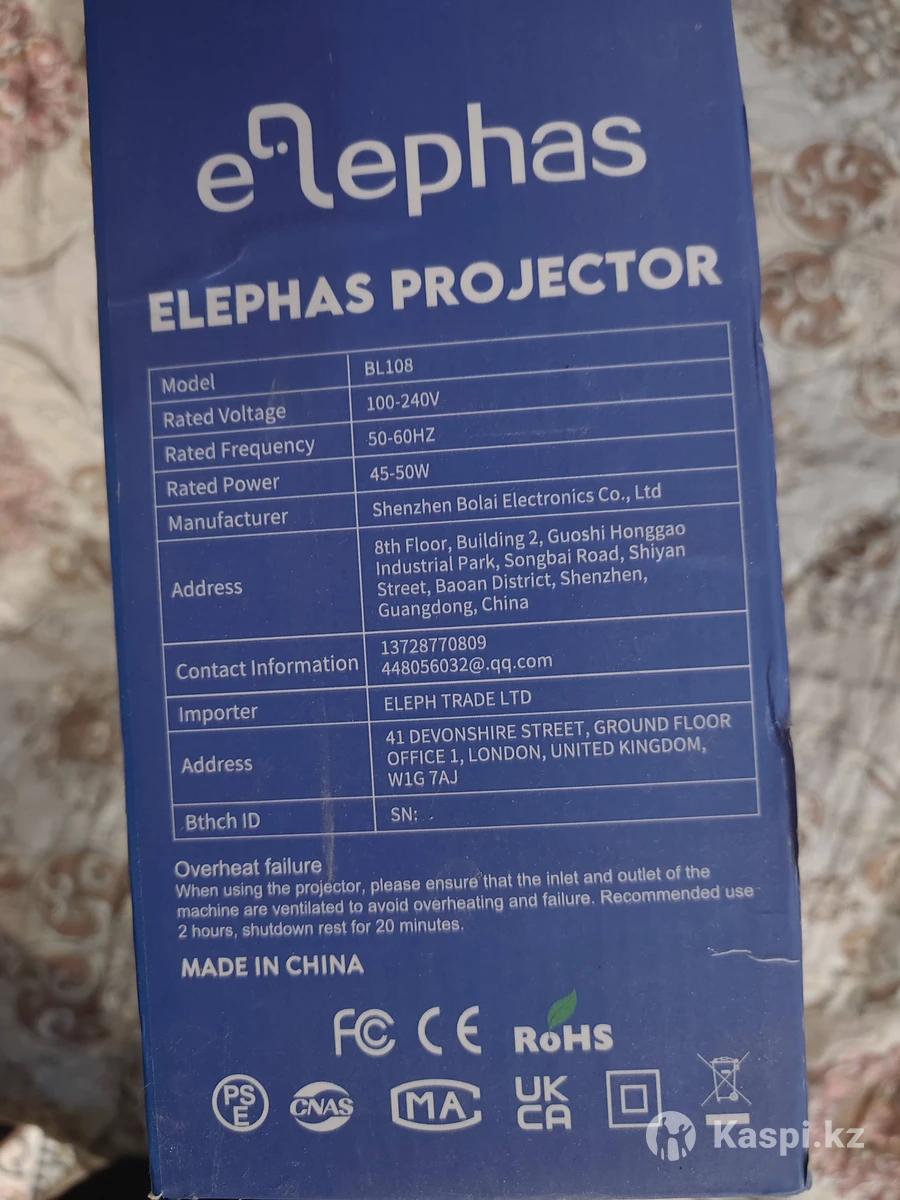 elephas
ELEPHAS PROJECTOR
Model BL108
Rated Voltage 100-240V
Rated Frequency 50-60HZ
Rated Power 45-50W
Manufacturer Shenzhen Bolai Electronics Co., Ltd
Address 8th Floor, Building 2, Guoshi Honggao
Industrial Park, Songbai Road, Shiyan
Street, Baoan District, Shenzhen,
Guangdong, China
Contact Information 13728770809
448056032@.qq.com
Importer ELEPH TRADE LTD
Address 41 DEVONSHIRE STREET, GROUND FLOOR
OFFICE 1, LONDON, UNITED KINGDOM,
W1G 7AJ
Bthch ID SN:
Overheat failure
When using the projector, please ensure that the inlet and outlet of the
machine are ventilated to avoid overheating and failure. Recommended use
2 hours, shutdown rest for 20 minutes.
MADE IN CHINA
FC CE RoHS
PS
E
CNAS
MA
UK
CA
Kaspi.kz